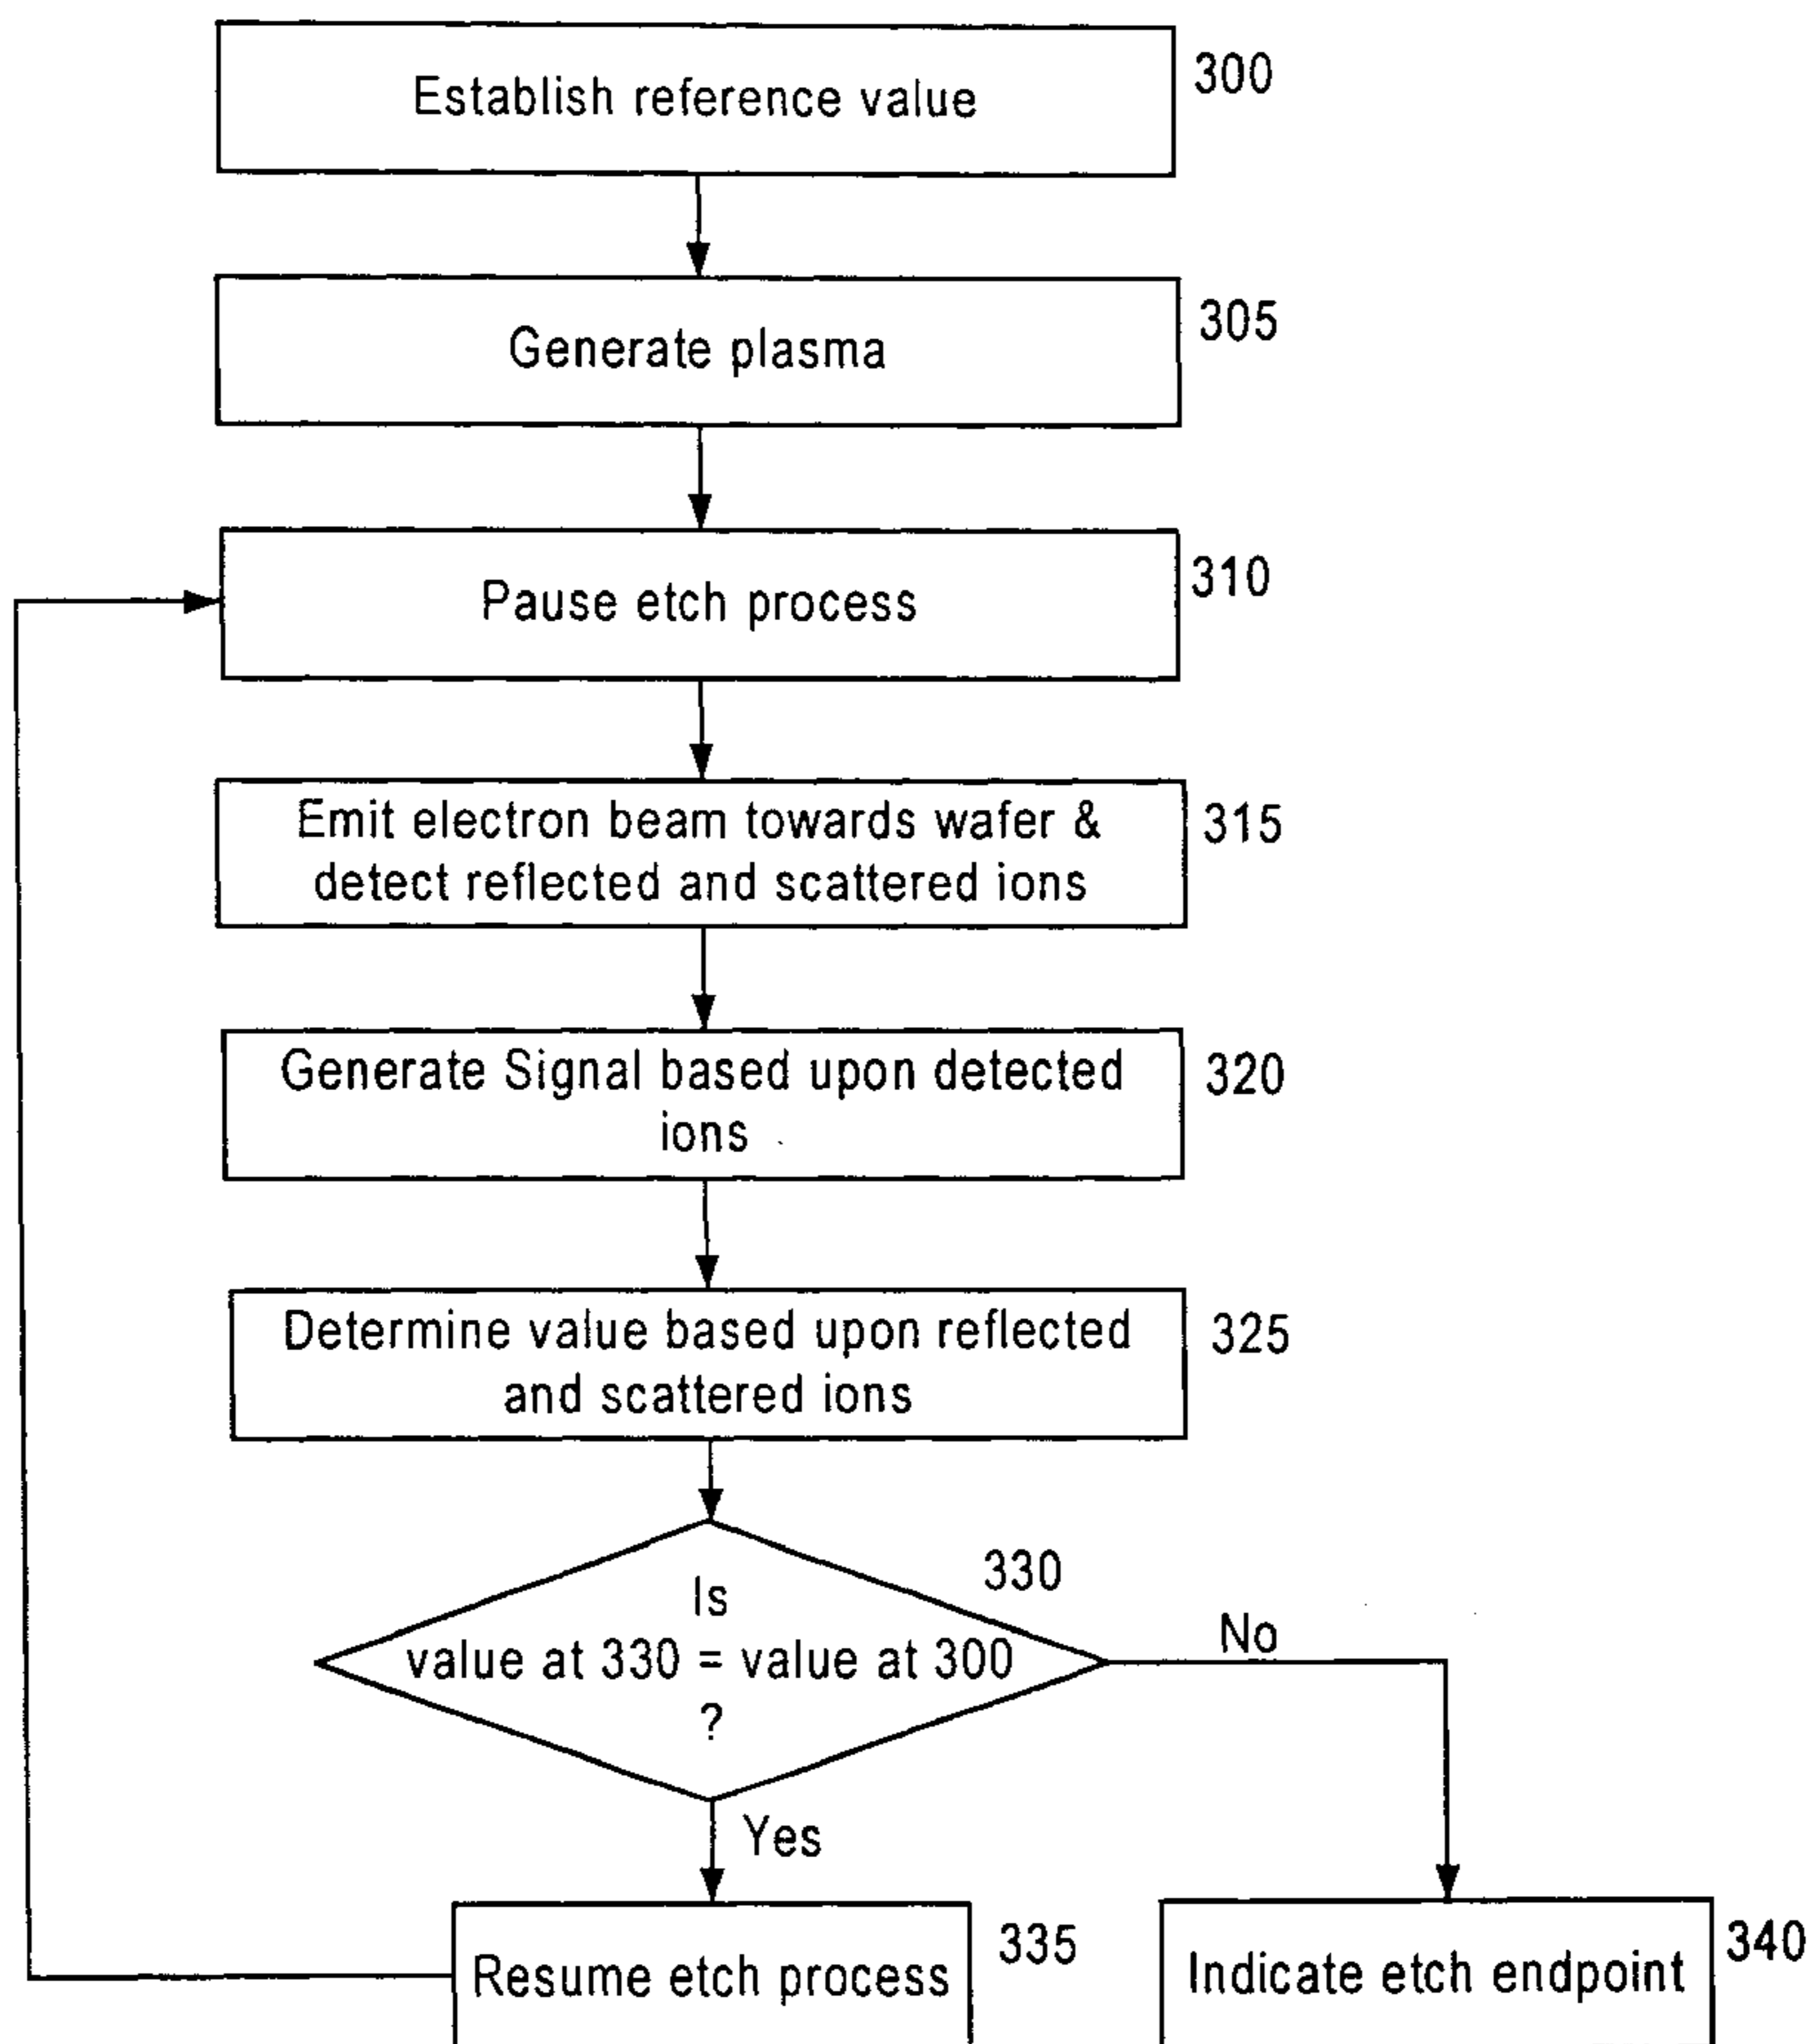 Establish reference value
300
Generate plasma
305
Pause etch process
310
Emit electron beam towards wafer &
detect reflected and scattered ions
315
Generate Signal based upon detected
ions
320
Determine value based upon reflected
and scattered ions
325
330
Is
value at 330 = value at 300
?
No
Yes
Resume etch process
335
Indicate etch endpoint
340